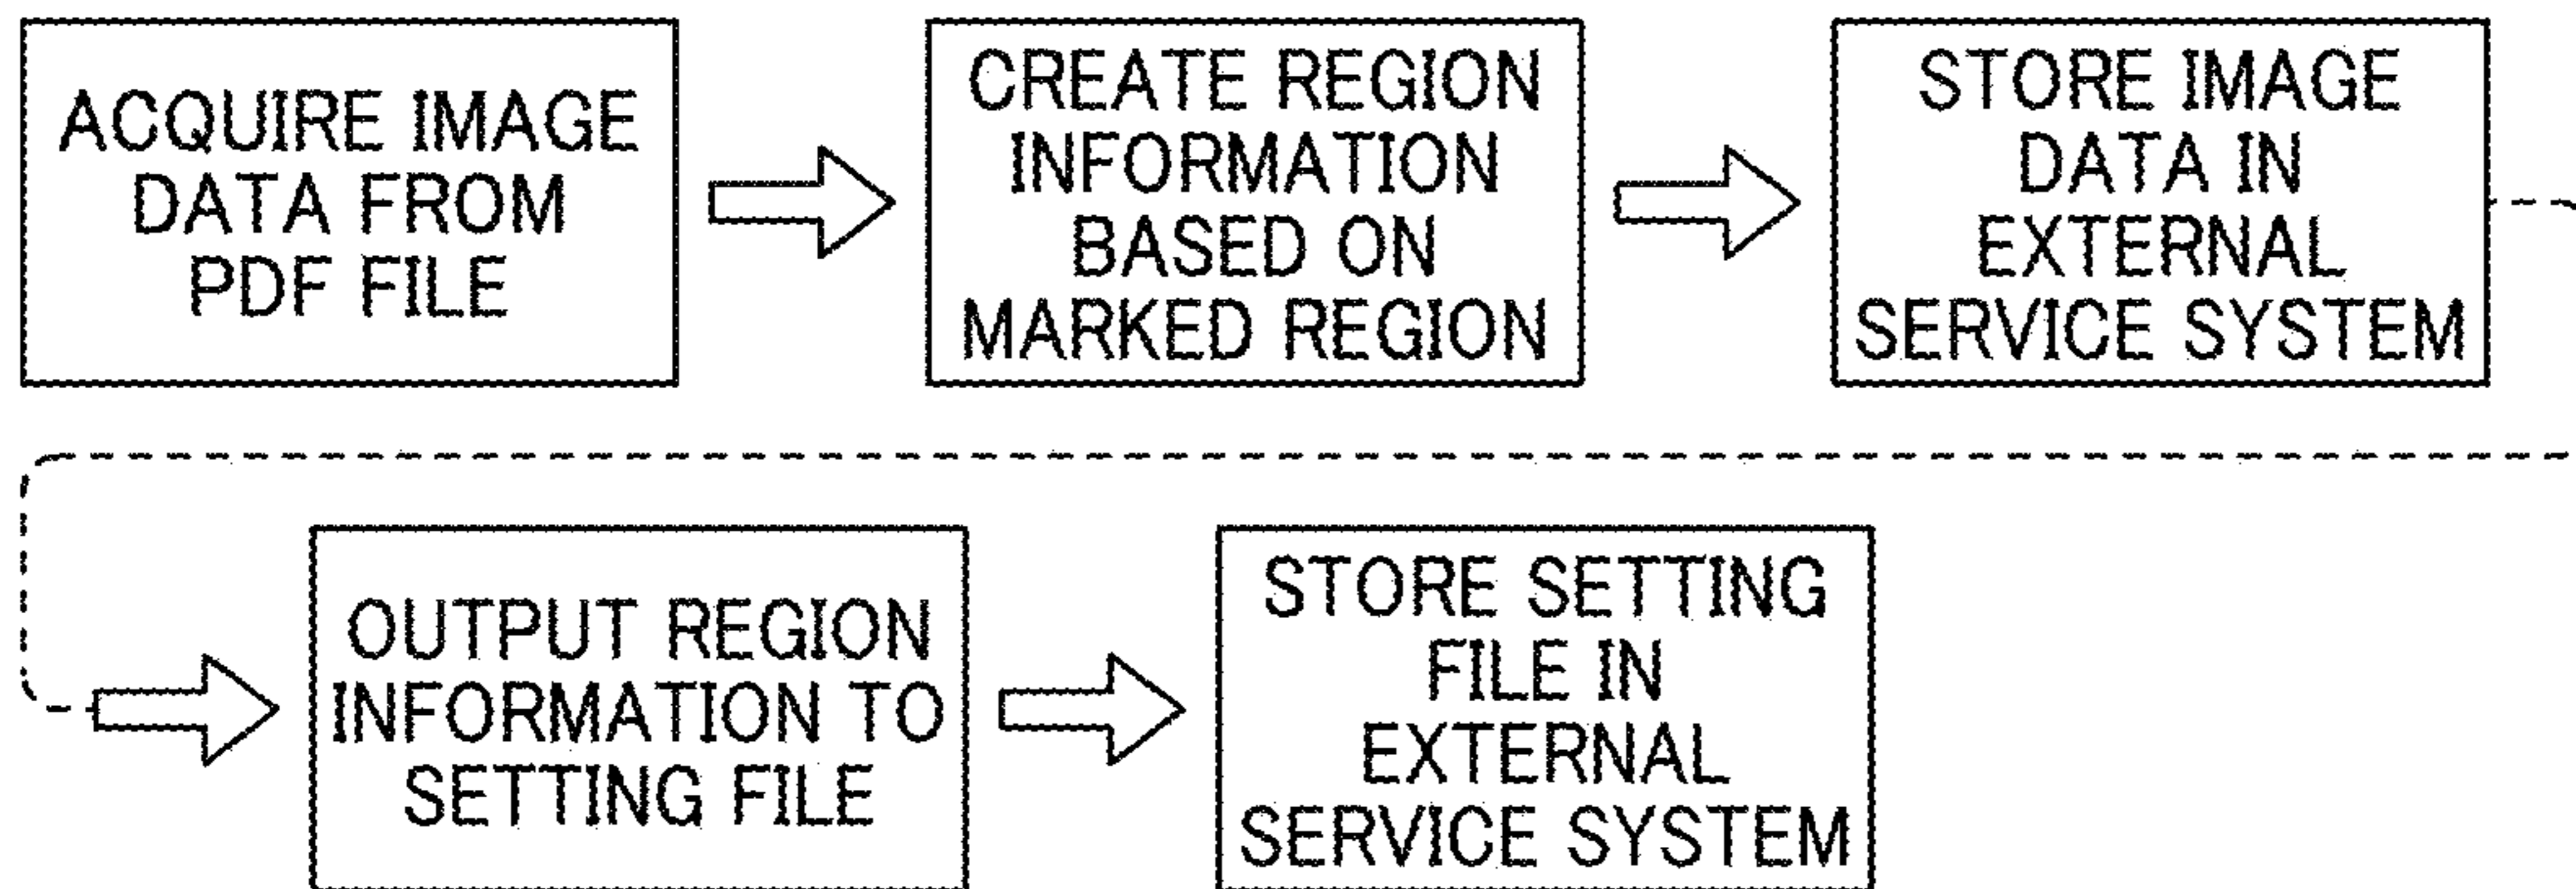 ACQUIRE IMAGE
DATA FROM
PDF FILE
CREATE REGION
INFORMATION
BASED ON
MARKED REGION
STORE IMAGE
DATA IN
EXTERNAL
SERVICE SYSTEM
OUTPUT REGION
INFORMATION TO
SETTING FILE
STORE SETTING
FILE IN
EXTERNAL
SERVICE SYSTEM